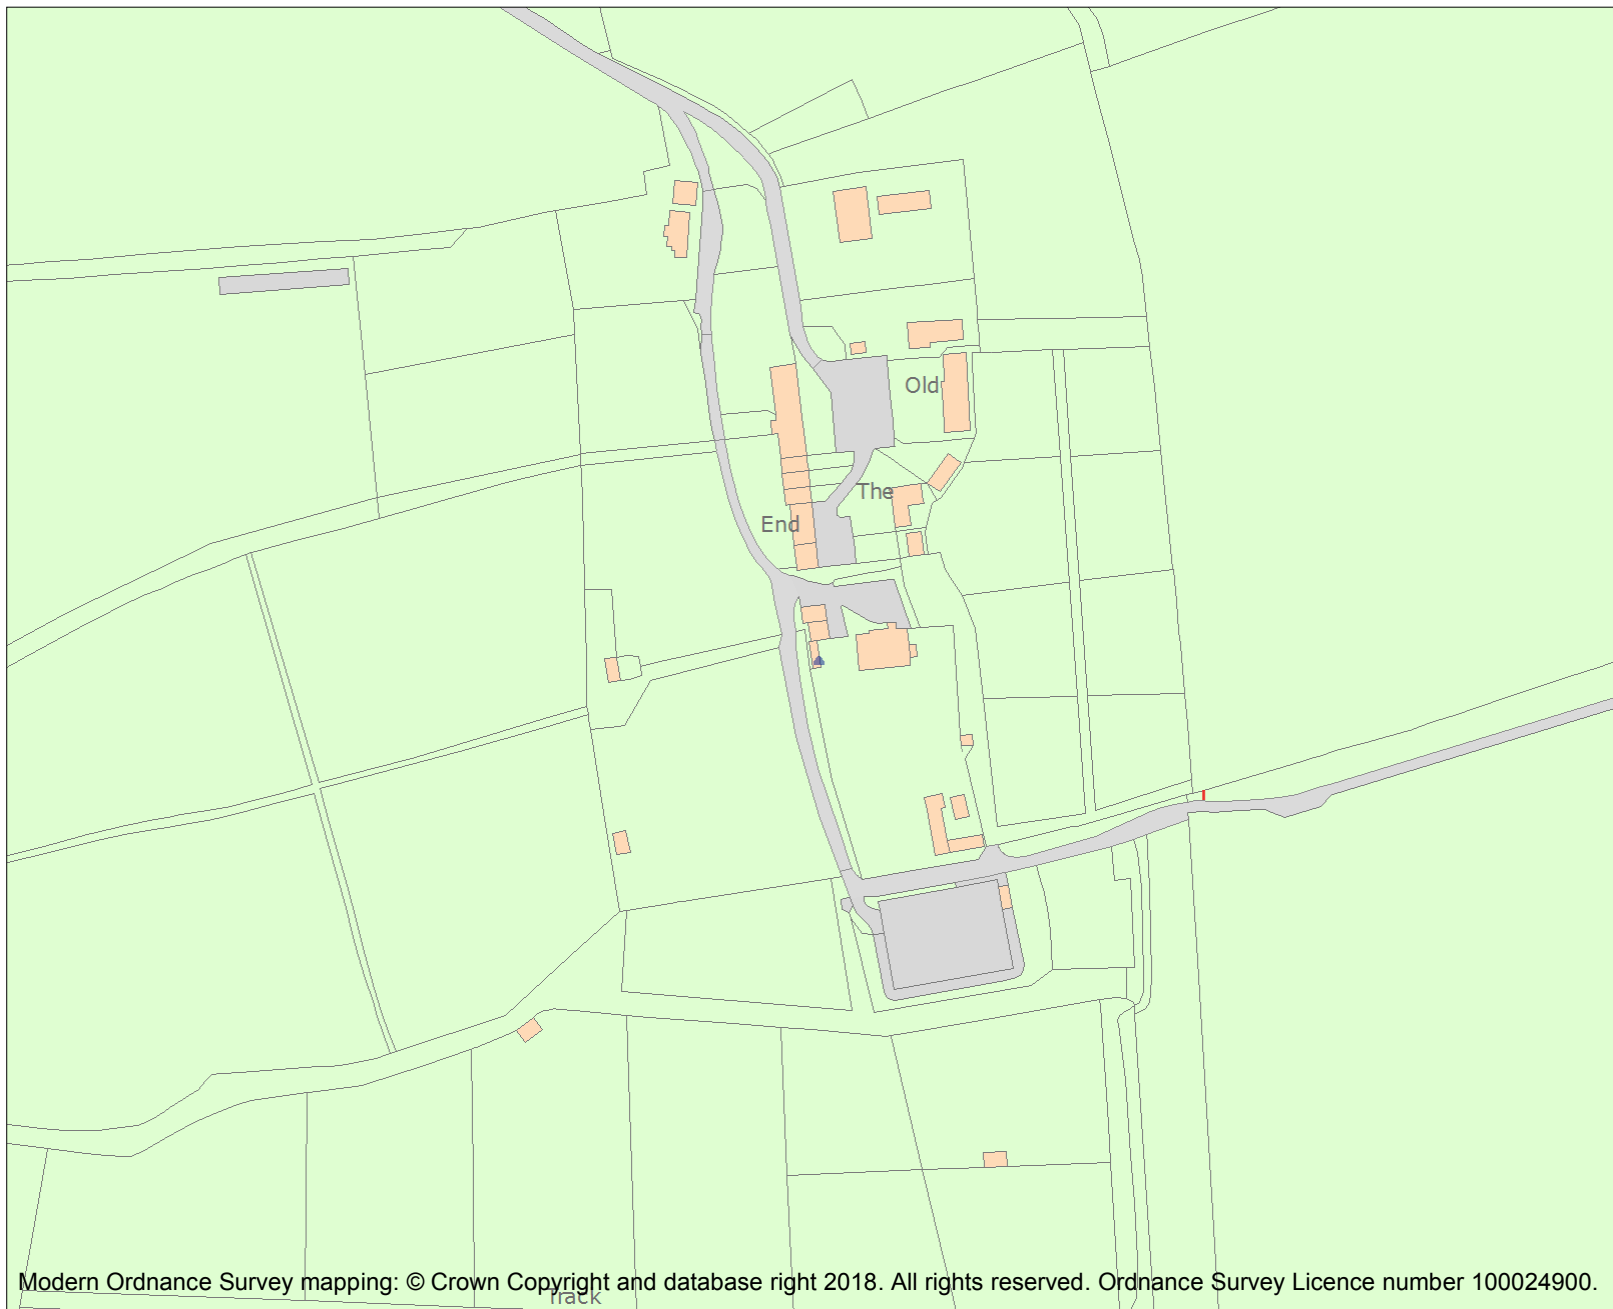 Old
The
End
Modern Ordnance Survey mapping: © Crown Copyright and database right 2018. All rights reserved. Ordnance Survey Licence number 100024900.
Track